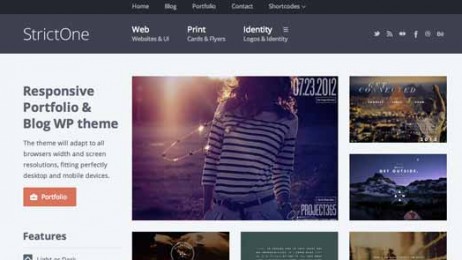 Home Blog Portfolio Contact Shortcodes
StrictOne
Web Print Identity
Websites & UI Cards & Flyers Logos & Identity
Responsive
Portfolio &
Blog WP theme
The theme will adapt to all
browsers width and screen
resolutions, fitting perfectly
desktop and mobile devices.
Portfolio
Features
Light or Dark
07.23.2012
PROJECT365
CONNECTED
GET OUTSIDE.